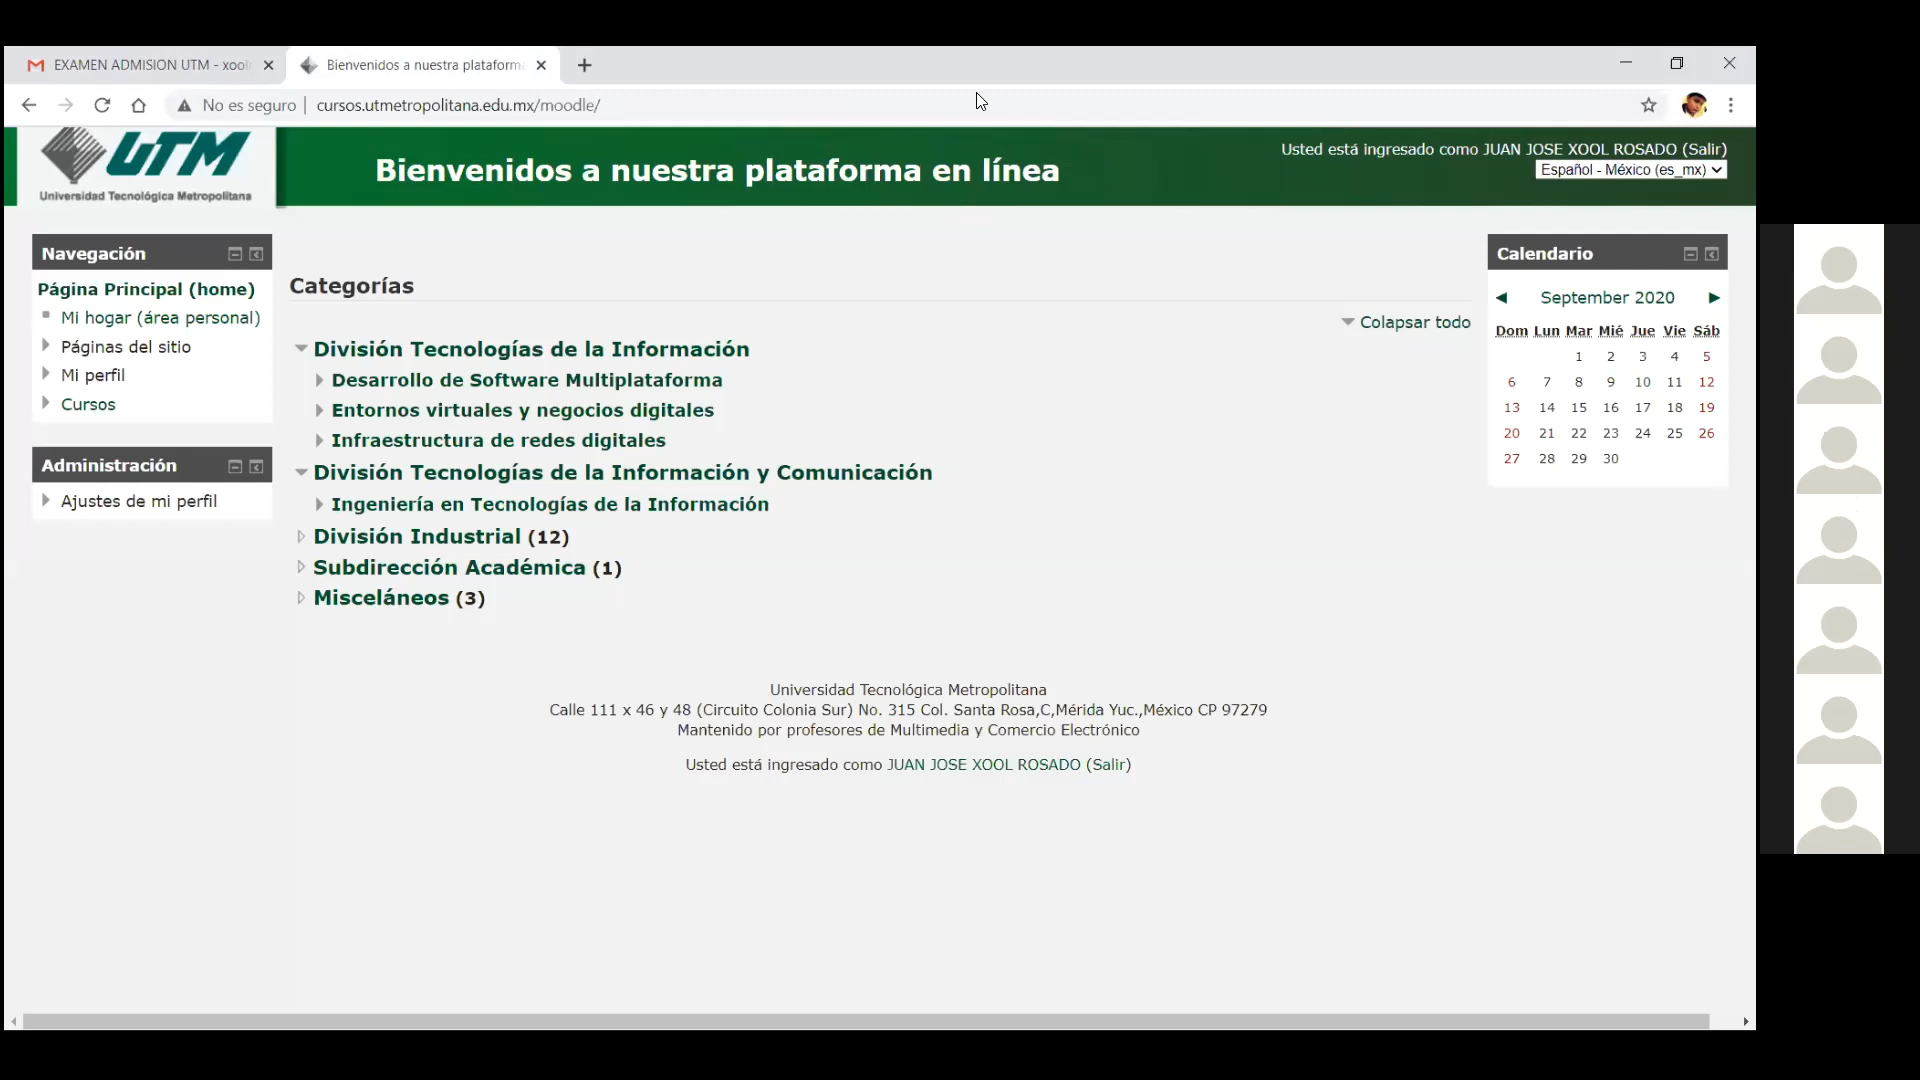 EXAMEN ADMISION UTM - xool
Bienvenidos a nuestra plataform
No es seguro | cursos.utmetropolitana.edu.mx/moodle/
UTM
Universidad Tecnológica Metropolitana
Bienvenidos a nuestra plataforma en línea
Usted está ingresado como JUAN JOSE XOOL ROSADO (Salir)
Español - México (es_mx)
Navegación
Página Principal (home)
Mi hogar (área personal)
Páginas del sitio
Mi perfil
Cursos
Administración
Ajustes de mi perfil
Categorías
Colapsar todo
División Tecnologías de la Información
Desarrollo de Software Multiplataforma
Entornos virtuales y negocios digitales
Infraestructura de redes digitales
División Tecnologías de la Información y Comunicación
Ingeniería en Tecnologías de la Información
División Industrial (12)
Subdirección Académica (1)
Misceláneos (3)
Calendario
September 2020
Dom Lun Mar Mié Jue Vie Sáb
1 2 3 4 5
6 7 8 9 10 11 12
13 14 15 16 17 18 19
20 21 22 23 24 25 26
27 28 29 30
Universidad Tecnológica Metropolitana
Calle 111 x 46 y 48 (Circuito Colonia Sur) No. 315 Col. Santa Rosa,C,Mérida Yuc.,México CP 97279
Mantenido por profesores de Multimedia y Comercio Electrónico
Usted está ingresado como JUAN JOSE XOOL ROSADO (Salir)